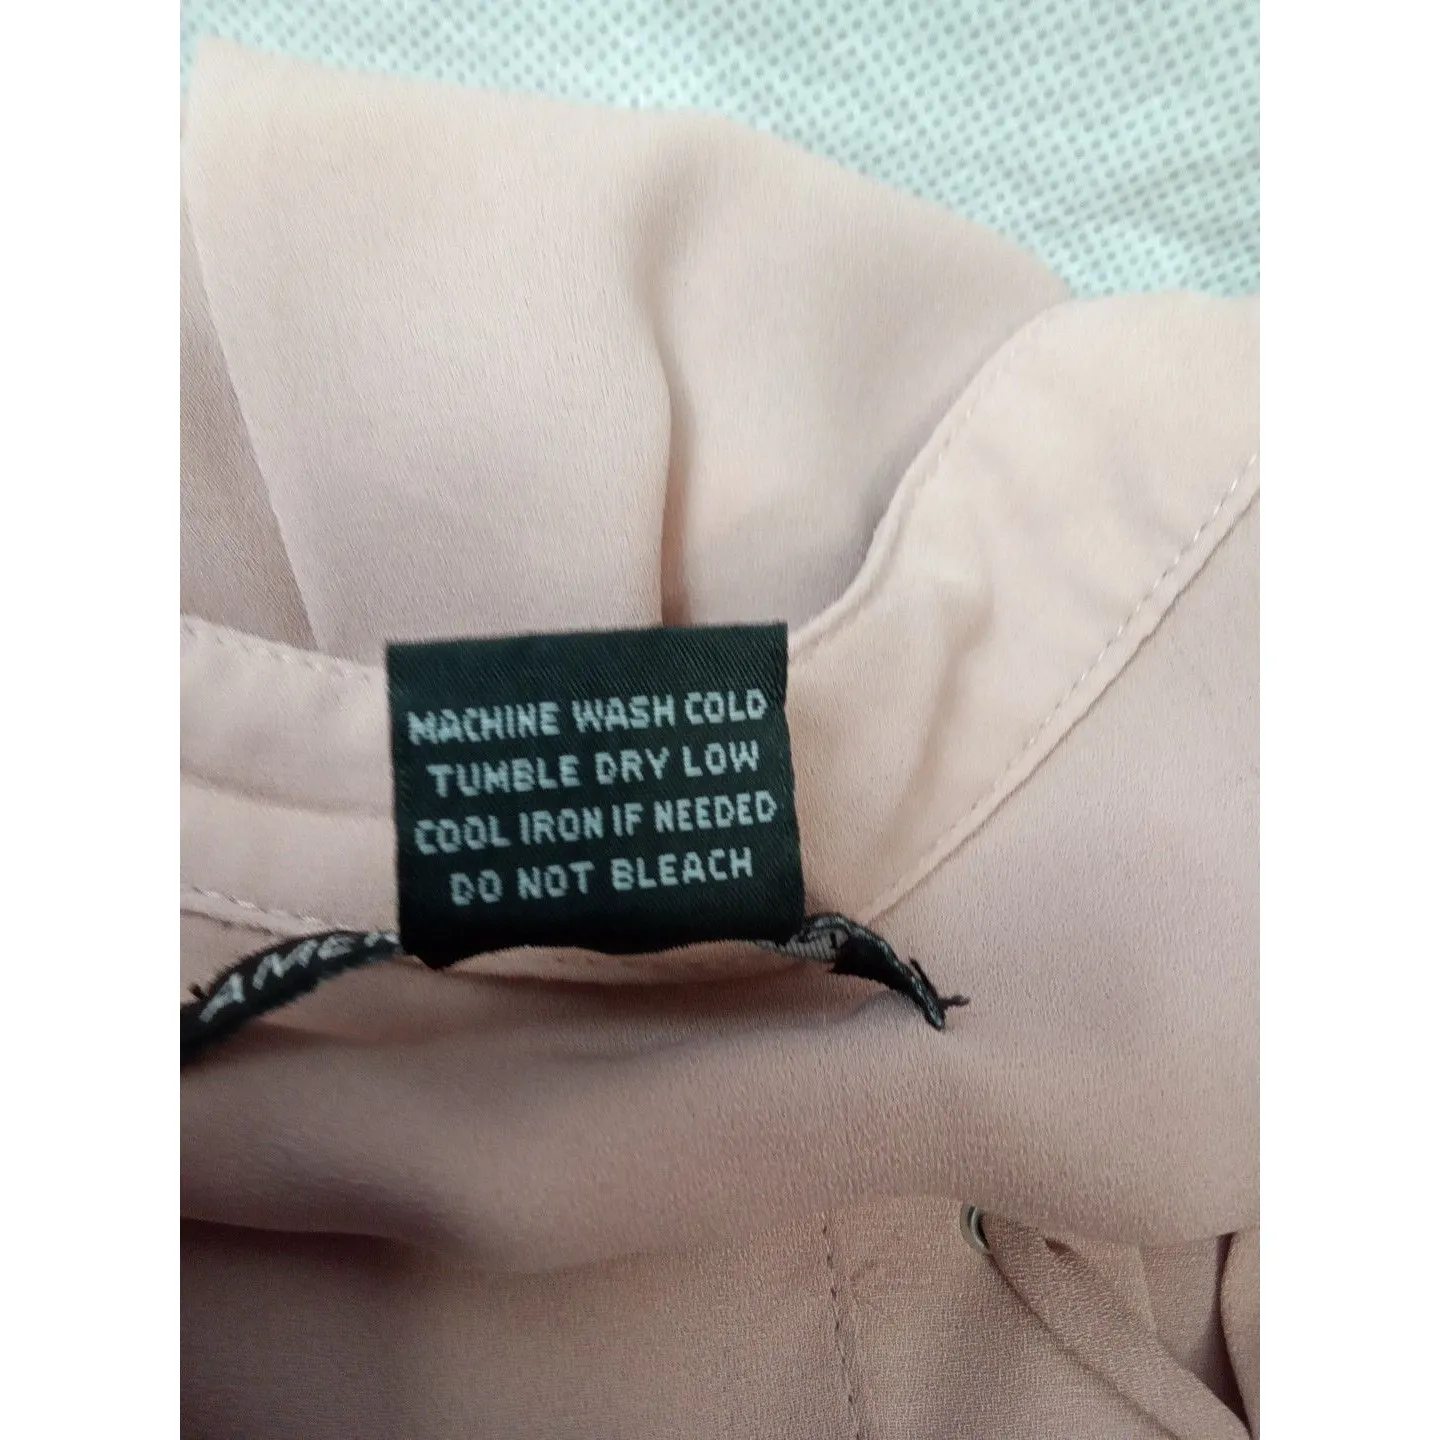 MACHINE WASH COLD
TUMBLE DRY LOW
COOL IRON IF NEEDED
DO NOT BLEACH